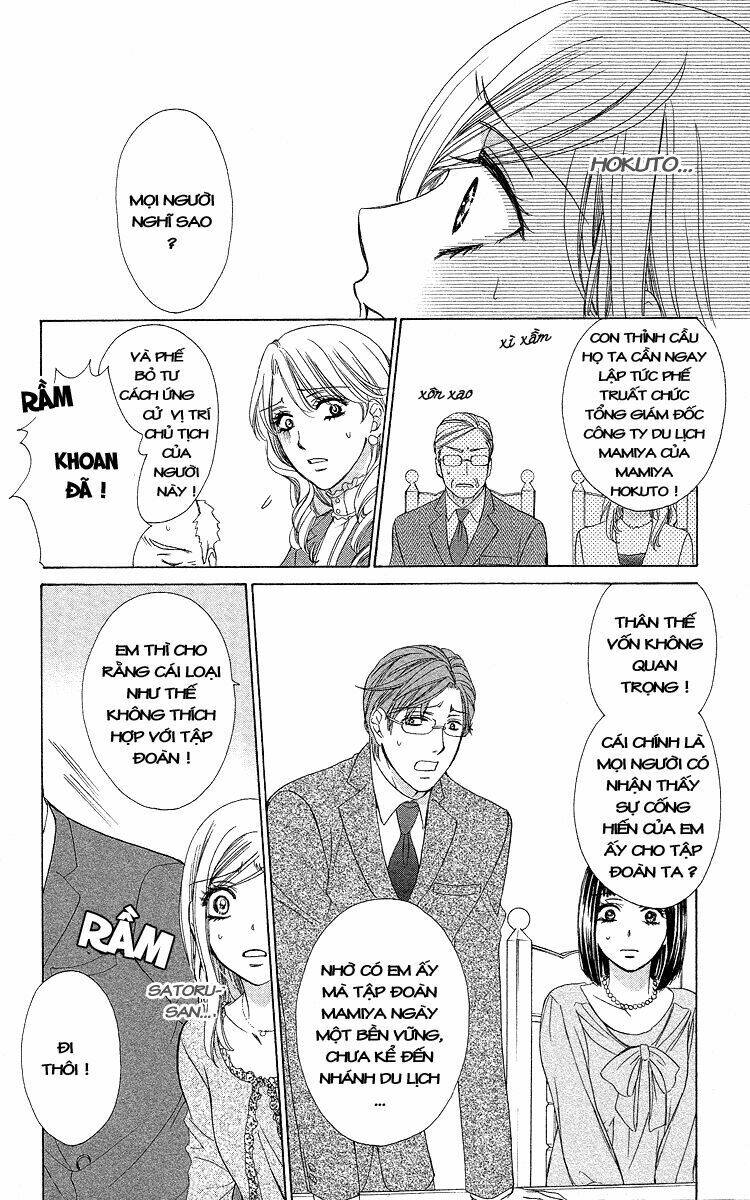 HOKUTO...
MỌI NGƯỜI
NGHĨ SAO
?
CON THỈNH CẦU
HỌ TA CẦN NGAY
LẬP TỨC PHẾ
TRUẤT CHỨC
TỔNG GIÁM ĐỐC
CÔNG TY DU LỊCH
MAMIYA CỦA
MAMIYA
HOKUTO !
xì xầm
xôn xao
VÀ PHẾ
BỎ TƯ
CÁCH ỨNG
CỬ VỊ TRÍ
CHỦ TỊCH
CỦA
NGƯỜI
NÀY !
RẦM
KHOAN
ĐÃ !
THÂN THẾ
VỐN KHÔNG
QUAN
TRỌNG !
CÁI CHÍNH LÀ
MỌI NGƯỜI CÓ
NHẬN THẤY
SỰ CỐNG
HIẾN CỦA EM
ẤY CHO TẬP
ĐOÀN TA ?
NHỜ CÓ EM ẤY
MÀ TẬP ĐOÀN
MAMIYA NGÀY
MỘT BỀN VỮNG,
CHƯA KỂ ĐẾN
NHÁNH DU LỊCH
...
EM THÌ CHO
RẰNG CÁI LOẠI
NHƯ THẾ
KHÔNG THÍCH
HỢP VỚI TẬP
ĐOÀN !
RẦM
SATORU-
SAN...
ĐI
THÔI !